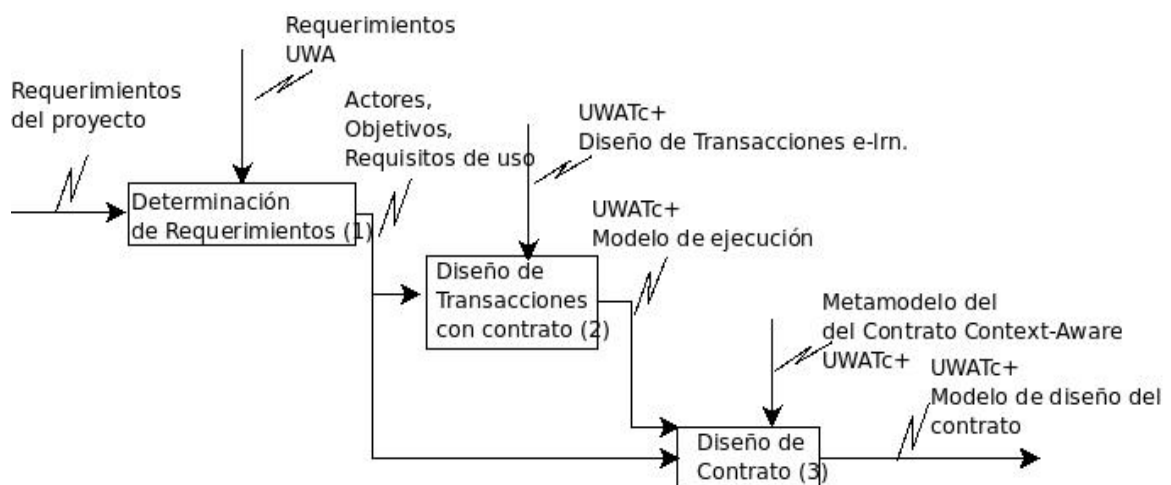 Requerimientos
UWA
Requerimientos
del proyecto
Actores,
Objetivos,
Requisitos de uso
UWATc+
Diseño de Transacciones e-lrn.
Determinación
de Requerimientos (1)
UWATc+
Modelo de ejecución
Diseño de
Transacciones
con contrato (2)
Metamodelo del
del Contrato Context-Aware
UWATc+
UWATc+
Modelo de diseño del
contrato
Diseño de
Contrato (3)